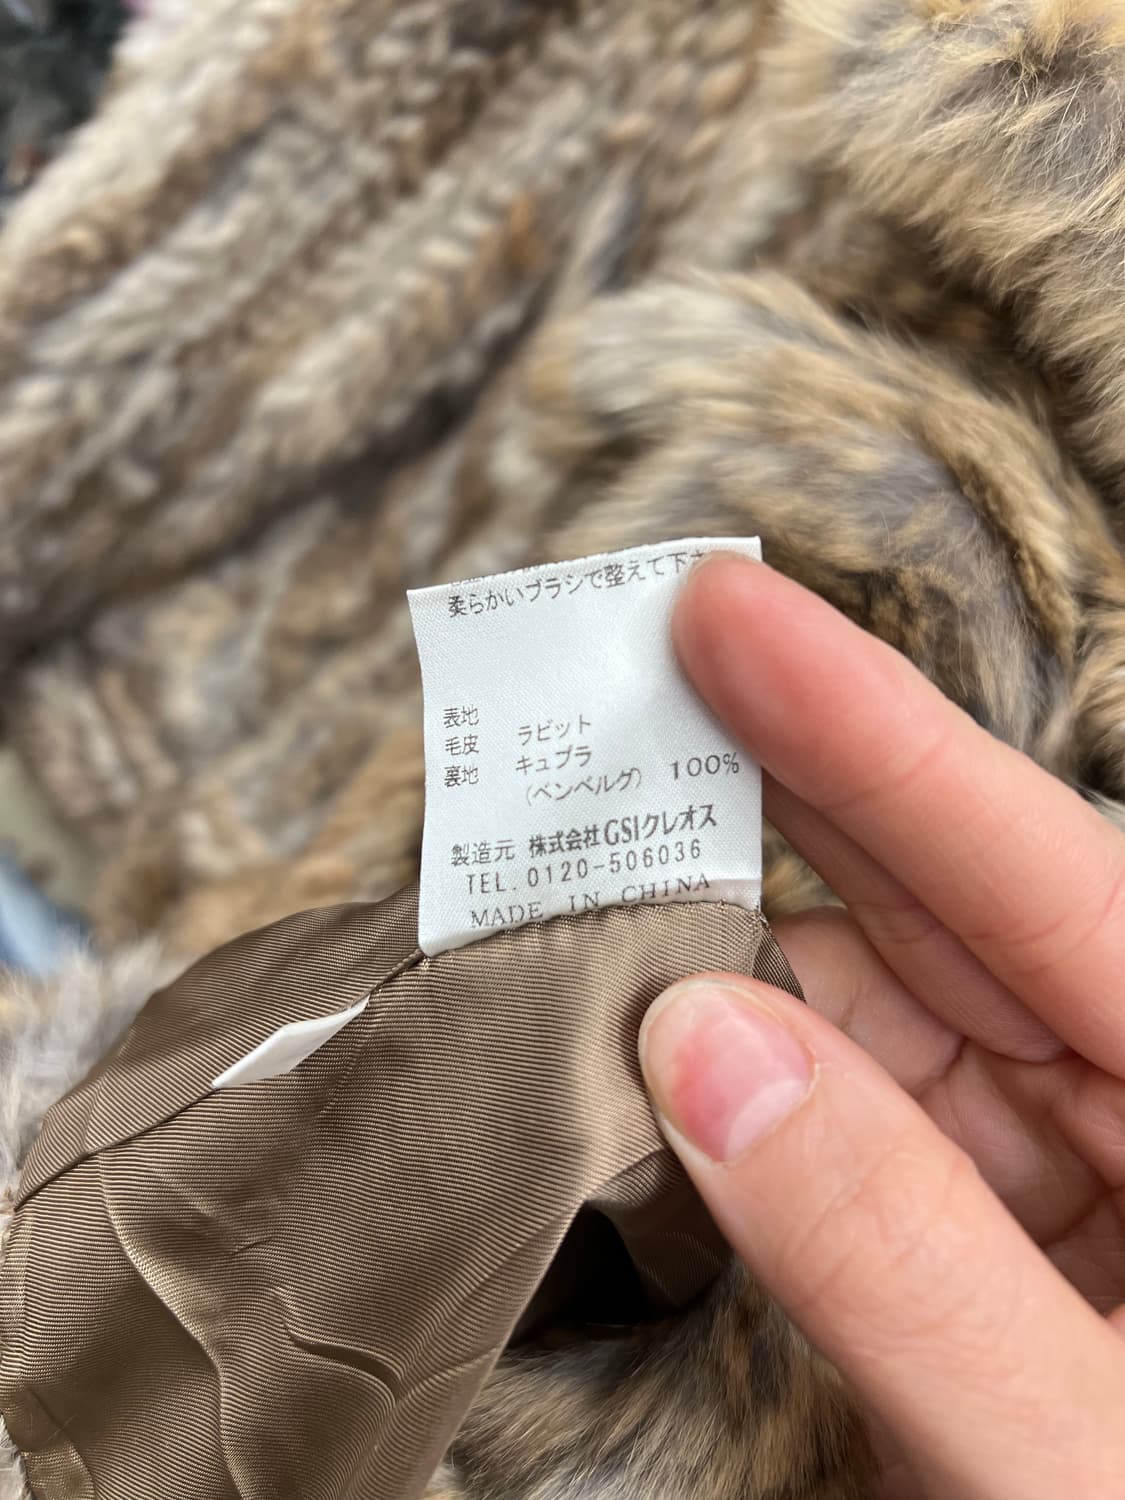 柔らかいブラシで整えて下さ
表地
毛皮 ラビット
裏地 キュプラ
(ベンベルグ) 100%
製造元 株式会社GSIクレオス
TEL.0120-506036
MADE IN CHINA